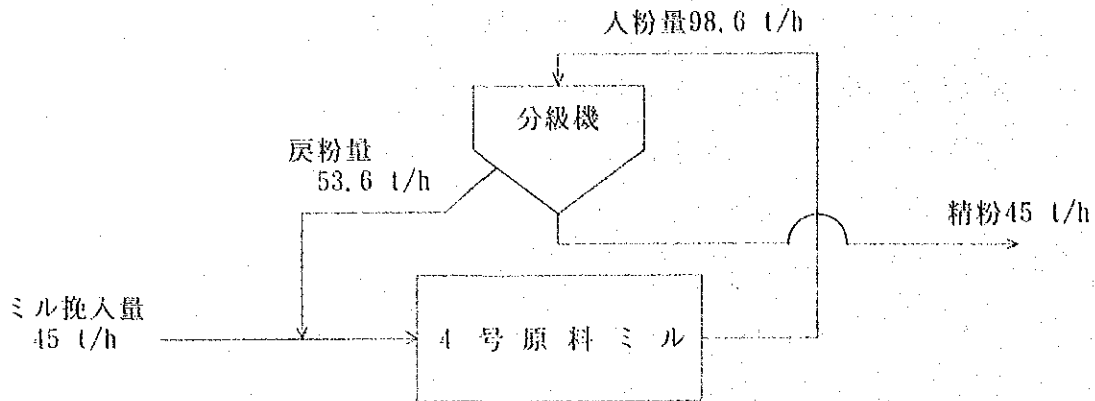 入粉量98.6 t/h
分級機
戻粉量
53.6 t/h
精粉45 t/h
ミル挽入量
45 t/h
4 号 原 料 ミ ル